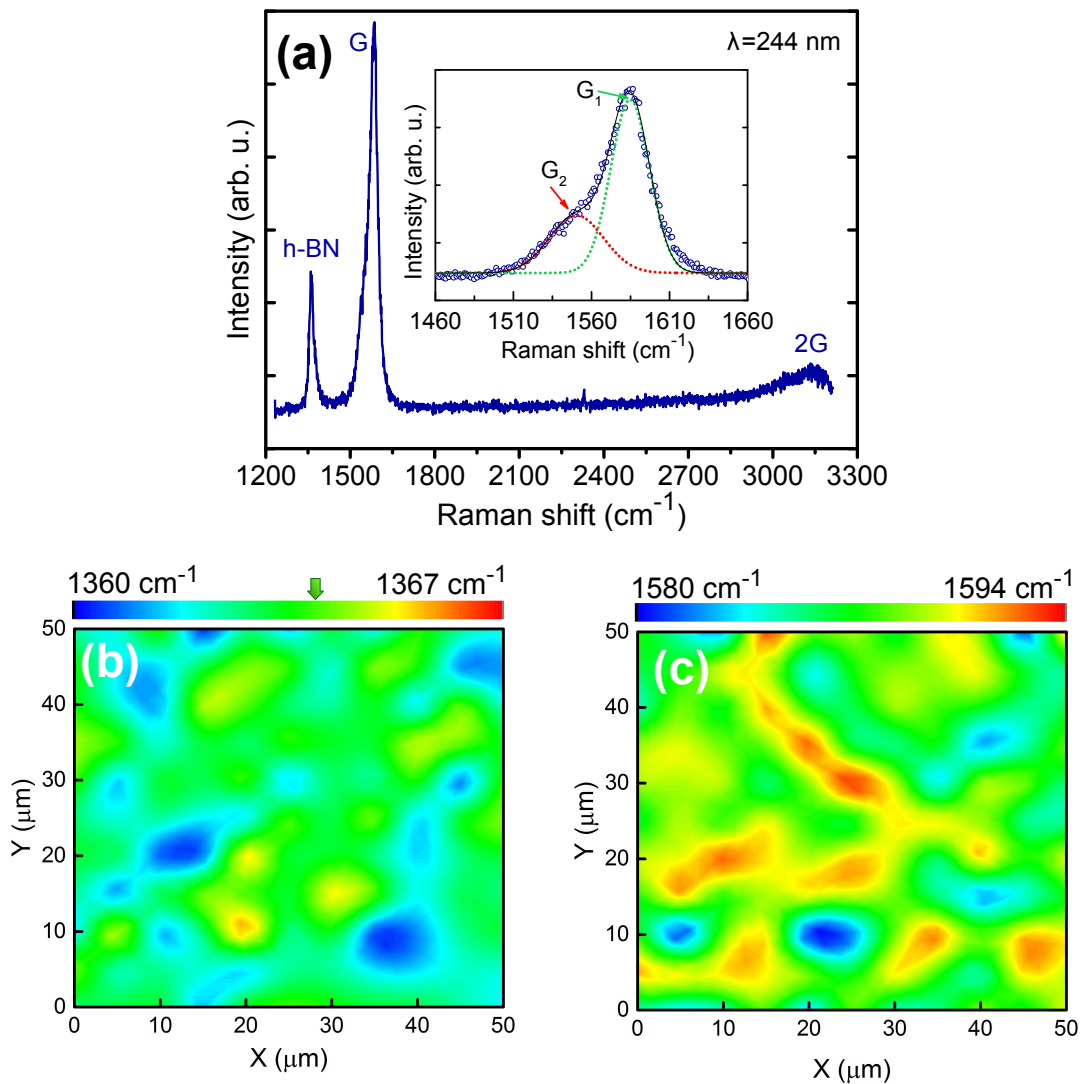 (a)
G
λ=244 nm
h-BN
2G
Intensity (arb. u.)
1200 1500 1800 2100 2400 2700 3000 3300
Raman shift (cm⁻¹)
G₁
G₂
Intensity (arb. u.)
1460 1510 1560 1610 1660
Raman shift (cm⁻¹)
1360 cm⁻¹ 1367 cm⁻¹
(b)
50
40
30
20
10
0
Y (μm)
0 10 20 30 40 50
X (μm)
1580 cm⁻¹ 1594 cm⁻¹
(c)
50
40
30
20
10
0
Y (μm)
0 10 20 30 40 50
X (μm)